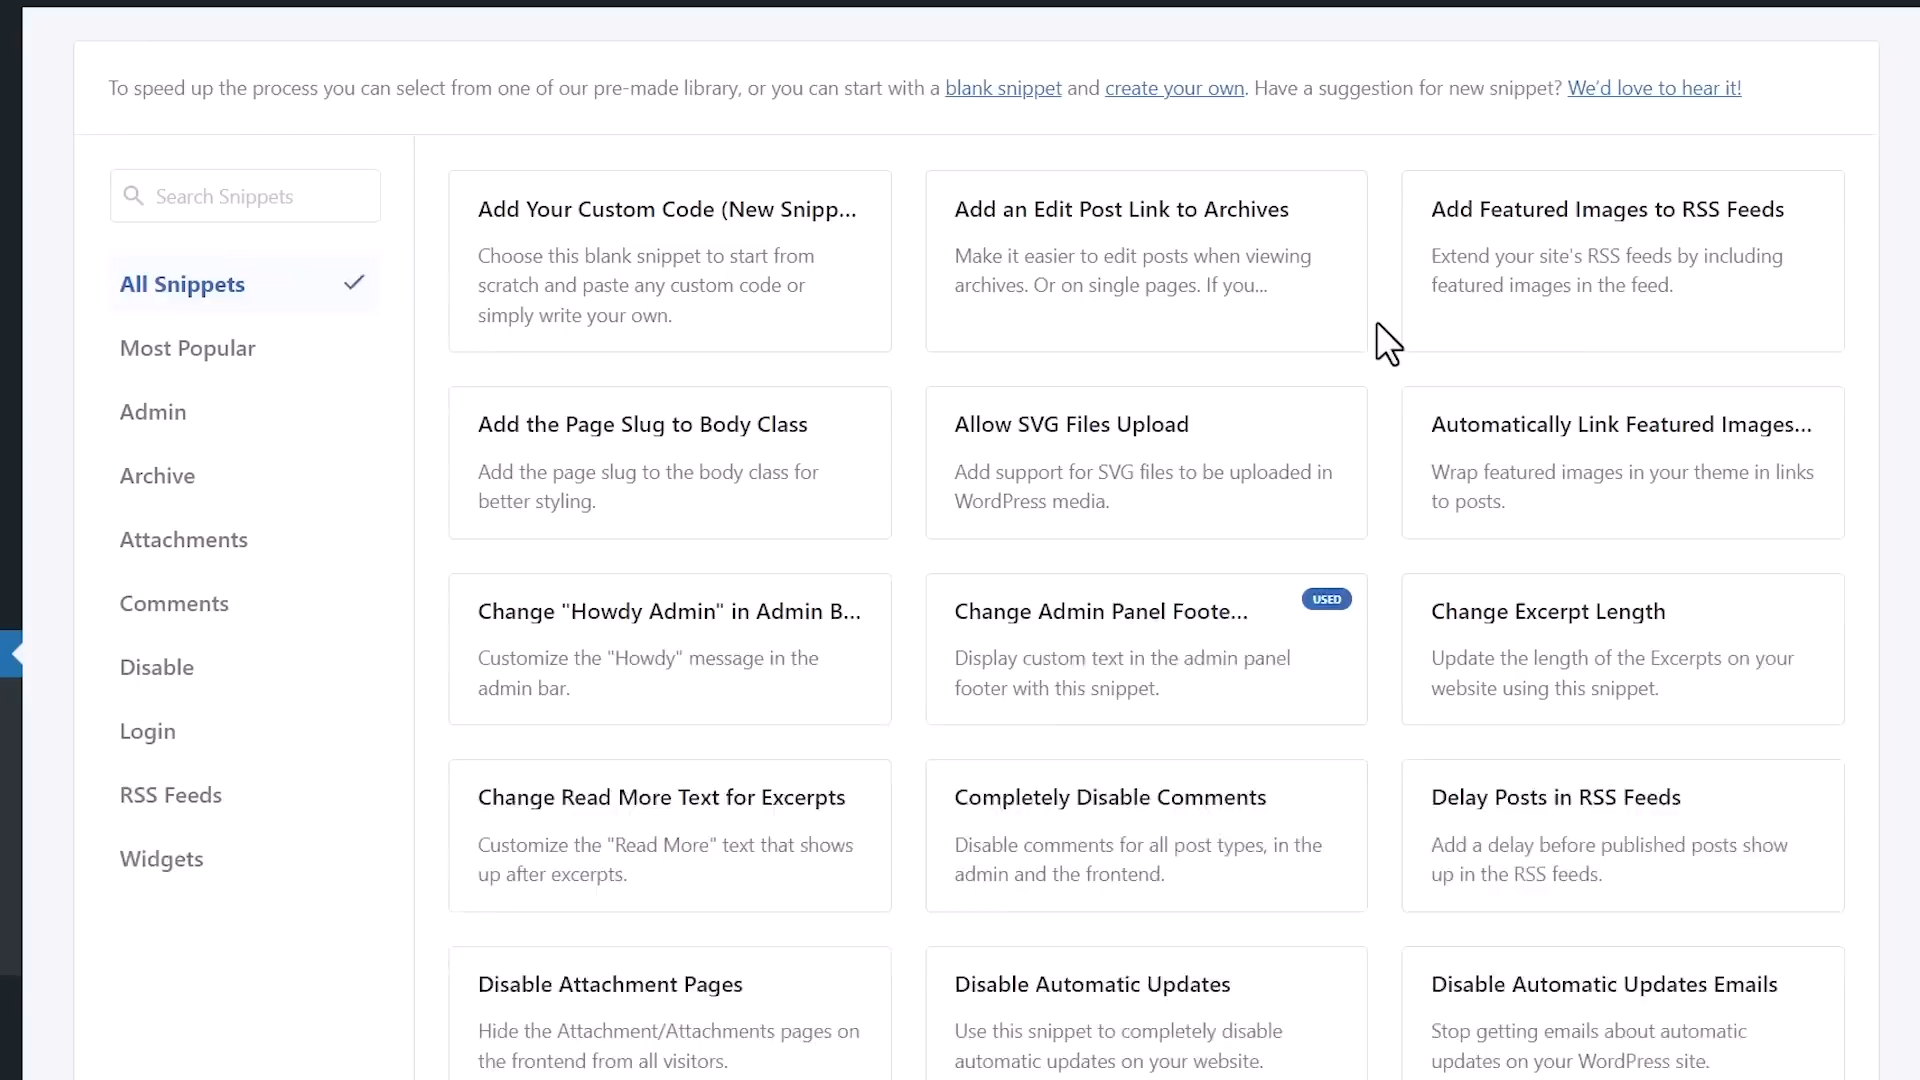 To speed up the process you can select from one of our pre-made library, or you can start with a blank snippet and create your own. Have a suggestion for new snippet? We'd love to hear it!
Search Snippets
All Snippets
Most Popular
Admin
Archive
Attachments
Comments
Disable
Login
RSS Feeds
Widgets
Add Your Custom Code (New Snipp...
Choose this blank snippet to start from
scratch and paste any custom code or
simply write your own.
Add an Edit Post Link to Archives
Make it easier to edit posts when viewing
archives. Or on single pages. If you...
Add Featured Images to RSS Feeds
Extend your site's RSS feeds by including
featured images in the feed.
Add the Page Slug to Body Class
Add the page slug to the body class for
better styling.
Allow SVG Files Upload
Add support for SVG files to be uploaded in
WordPress media.
Automatically Link Featured Images...
Wrap featured images in your theme in links
to posts.
Change "Howdy Admin" in Admin B...
Customize the "Howdy" message in the
admin bar.
Change Admin Panel Foote...
USED
Display custom text in the admin panel
footer with this snippet.
Change Excerpt Length
Update the length of the Excerpts on your
website using this snippet.
Change Read More Text for Excerpts
Customize the "Read More" text that shows
up after excerpts.
Completely Disable Comments
Disable comments for all post types, in the
admin and the frontend.
Delay Posts in RSS Feeds
Add a delay before published posts show
up in the RSS feeds.
Disable Attachment Pages
Hide the Attachment/Attachments pages on
the frontend from all visitors.
Disable Automatic Updates
Use this snippet to completely disable
automatic updates on your website.
Disable Automatic Updates Emails
Stop getting emails about automatic
updates on your WordPress site.